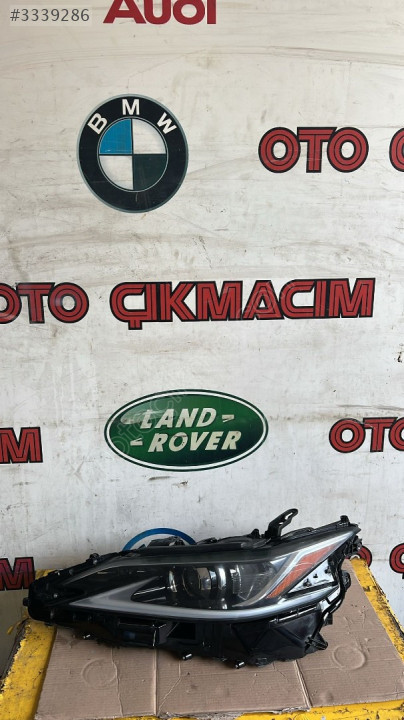 #3339286
AUDI
BMW
OTO
OTO ÇIKMACIM
LAND
ROVER
OTO